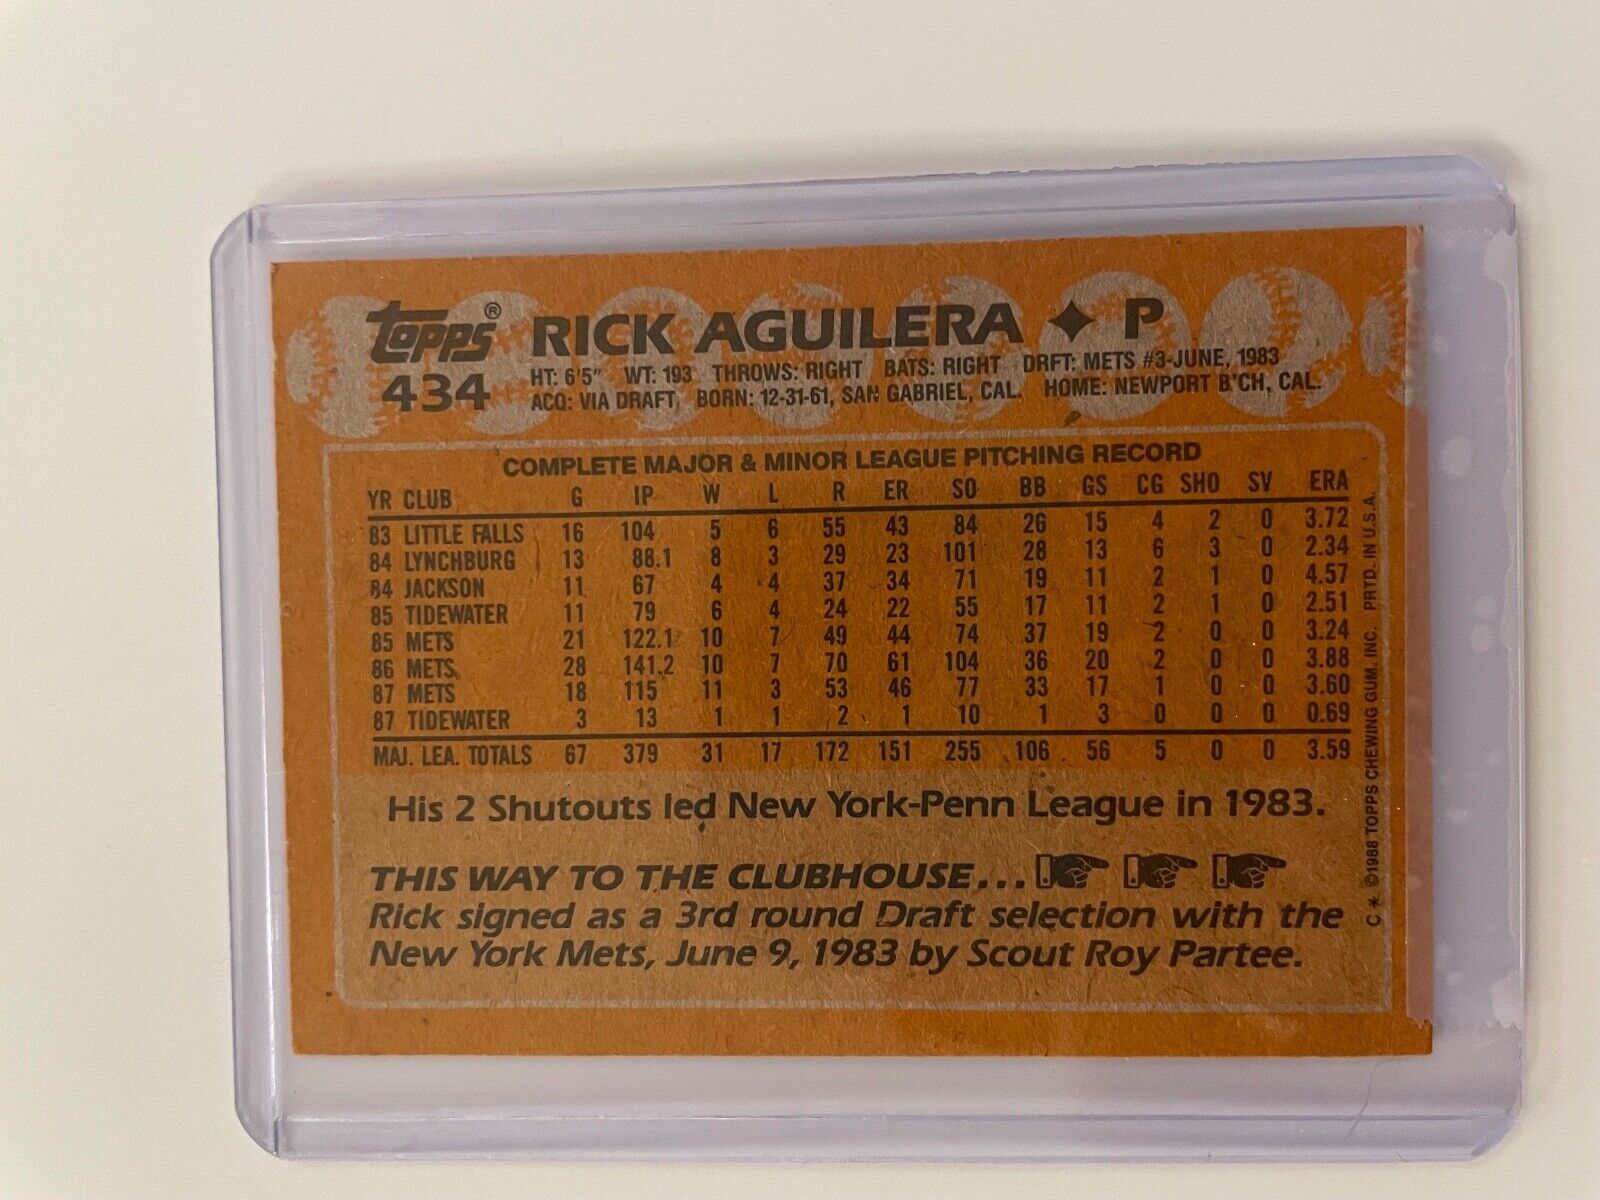 Topps® RICK AGUILERA ✦ P
434
HT: 6'5" WT: 193 THROWS: RIGHT BATS: RIGHT DRFT: METS #3-JUNE, 1983
ACQ: VIA DRAFT, BORN: 12-31-61, SAN GABRIEL, CAL. HOME: NEWPORT B'CH, CAL.
COMPLETE MAJOR & MINOR LEAGUE PITCHING RECORD
YR CLUB G IP W L R ER SO BB GS CG SHO SV ERA
83 LITTLE FALLS 16 104 5 6 55 43 84 26 15 4 2 0 3.72
84 LYNCHBURG 13 88.1 8 3 29 23 101 28 13 6 3 0 2.34
84 JACKSON 11 67 4 4 37 34 71 19 11 2 1 0 4.57
85 TIDEWATER 11 79 6 4 24 22 55 17 11 2 1 0 2.51
85 METS 21 122.1 10 7 49 44 74 37 19 2 0 0 3.24
86 METS 28 141.2 10 7 70 61 104 36 20 2 0 0 3.88
87 METS 18 115 11 3 53 46 77 33 17 1 0 0 3.60
87 TIDEWATER 3 13 1 1 2 1 10 1 3 0 0 0 0.69
MAJ. LEA. TOTALS 67 379 31 17 172 151 255 106 56 5 0 0 3.59
His 2 Shutouts led New York-Penn League in 1983.
THIS WAY TO THE CLUBHOUSE...
Rick signed as a 3rd round Draft selection with the
New York Mets, June 9, 1983 by Scout Roy Partee.
C* ©1988 TOPPS CHEWING GUM, INC. PRTD. IN U.S.A.